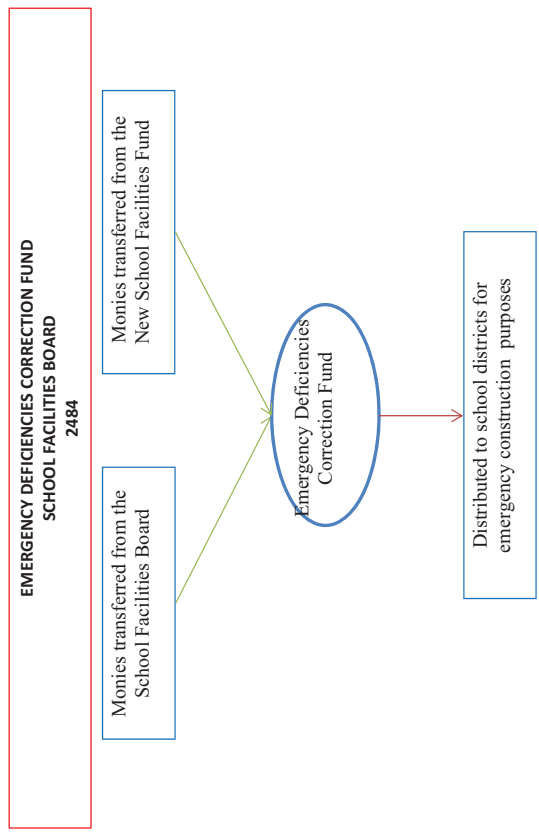 EMERGENCY DEFICIENCIES CORRECTION FUND
SCHOOL FACILITIES BOARD
2484
Monies transferred from the
School Facilities Board
Monies transferred from the
New School Facilities Fund
Emergency Deficiencies
Correction Fund
Distributed to school districts for
emergency construction purposes